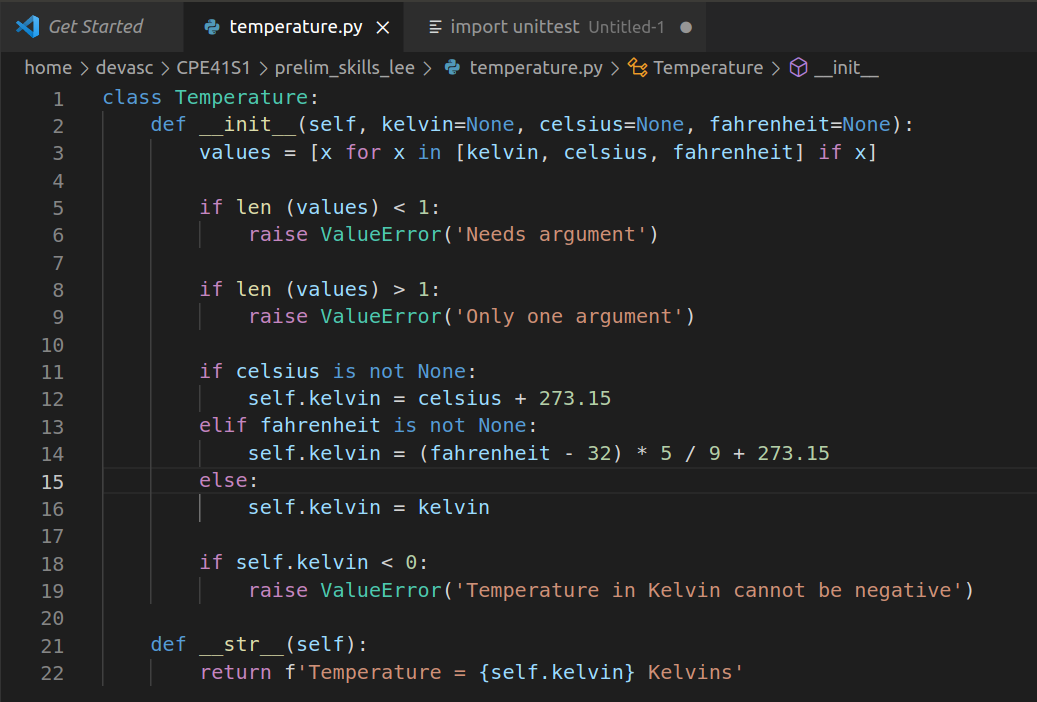 Get Started temperature.py import unittest Untitled-1
home > devasc > CPE41S1 > prelim_skills_lee > temperature.py > Temperature > __init__
1 class Temperature:
2     def __init__(self, kelvin=None, celsius=None, fahrenheit=None):
3         values = [x for x in [kelvin, celsius, fahrenheit] if x]
4
5         if len (values) < 1:
6             raise ValueError('Needs argument')
7
8         if len (values) > 1:
9             raise ValueError('Only one argument')
10
11         if celsius is not None:
12             self.kelvin = celsius + 273.15
13         elif fahrenheit is not None:
14             self.kelvin = (fahrenheit - 32) * 5 / 9 + 273.15
15         else:
16             self.kelvin = kelvin
17
18         if self.kelvin < 0:
19             raise ValueError('Temperature in Kelvin cannot be negative')
20
21     def __str__(self):
22         return f'Temperature = {self.kelvin} Kelvins'